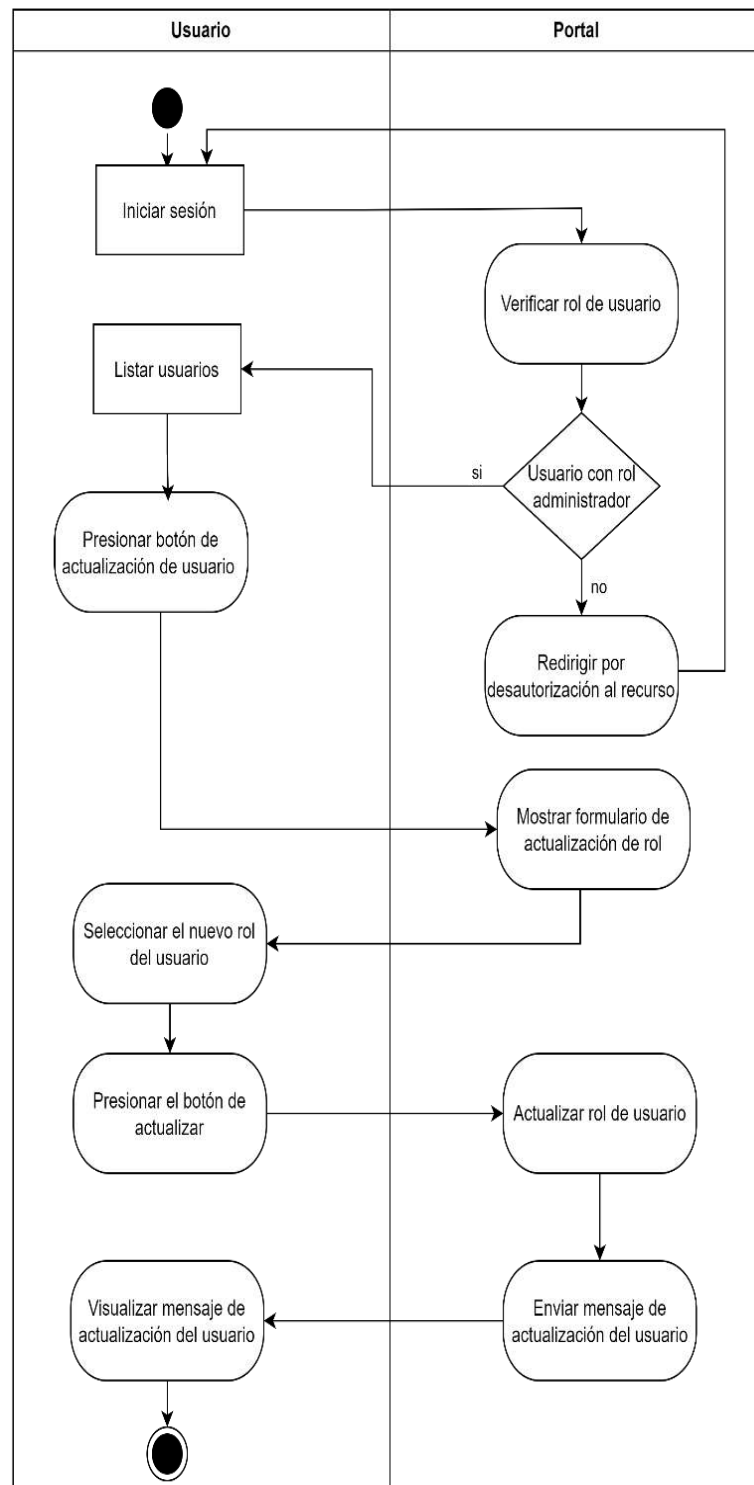 Usuario
Portal
Iniciar sesión
Verificar rol de usuario
Listar usuarios
si
Usuario con rol
administrador
Presionar botón de
actualización de usuario
no
Redirigir por
desautorización al recurso
Mostrar formulario de
actualización de rol
Seleccionar el nuevo rol
del usuario
Presionar el botón de
actualizar
Actualizar rol de usuario
Visualizar mensaje de
actualización del usuario
Enviar mensaje de
actualización del usuario